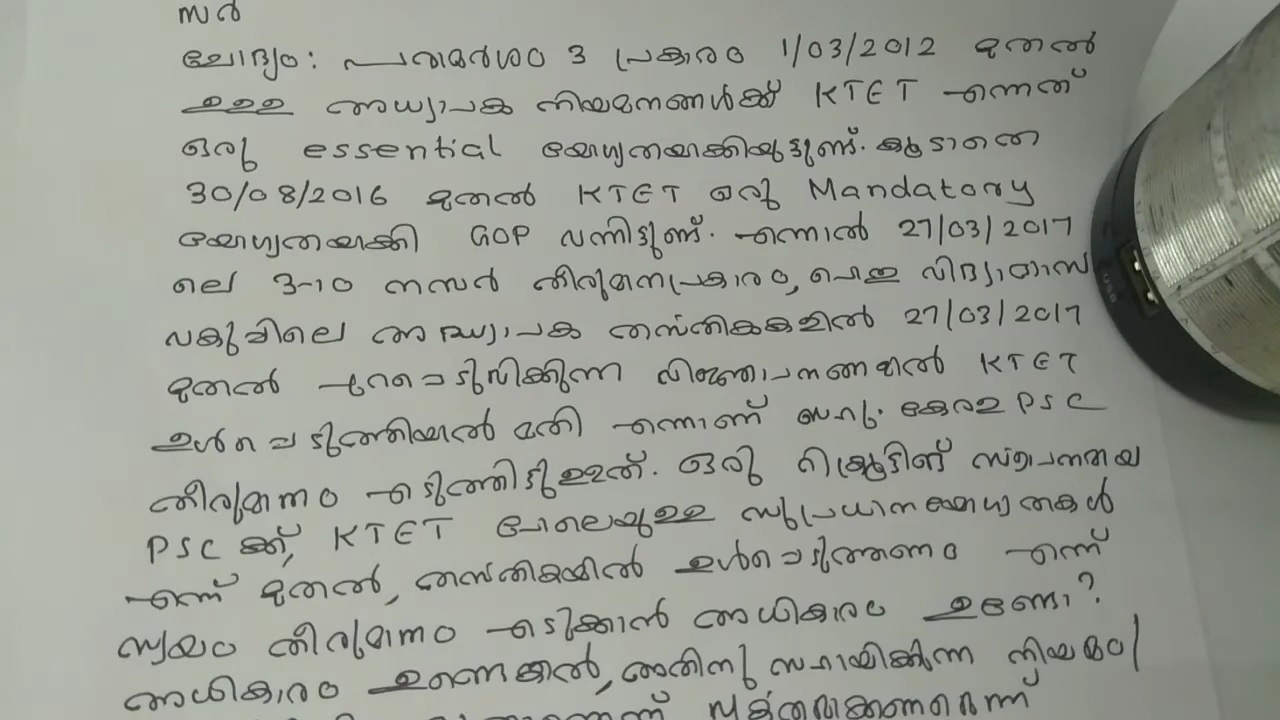 സർ
ചോദ്യം: പരാമർശം 3 പ്രകാരം 1/03/2012 മുതൽ
ഉള്ള അധ്യാപക നിയമനങ്ങൾക്ക് KTET എന്നത്
ഒരു essential യോഗ്യതയാക്കിയിട്ടുണ്ട്. കൂടാതെ
30/08/2016 മുതൽ KTET ഒരു Mandatory
യോഗ്യതയാക്കി GOP വന്നിട്ടുണ്ട്. എന്നാൽ 27/03/2017
ലെ 3-10 നമ്പർ തീരുമാനപ്രകാരം, പൊതു വിദ്യാഭ്യാസ
വകുപ്പിലെ അദ്ധ്യാപക തസ്തികകളിൽ 27/03/2017
മുതൽ പുറപ്പെടുവിക്കുന്ന വിജ്ഞാപനങ്ങളിൽ KTET
ഉൾപ്പെടുത്തിയാൽ മതി എന്നാണ് ബഹു. കേരള PSC
തീരുമാനം എടുത്തിട്ടുള്ളത്. ഒരു റിക്രൂട്ടിങ് സ്ഥാപനമായ
PSC ക്ക്, KTET പോലെയുള്ള സുപ്രധാന യോഗ്യതകൾ
എന്ന് മുതൽ, തസ്തികയിൽ ഉൾപ്പെടുത്തണം എന്ന്
സ്വയം തീരുമാനം എടുക്കാൻ അധികാരം ഉണ്ടോ?
അധികാരം ഉണ്ടെങ്കിൽ, അതിനു സഹായിക്കുന്ന നിയമം/